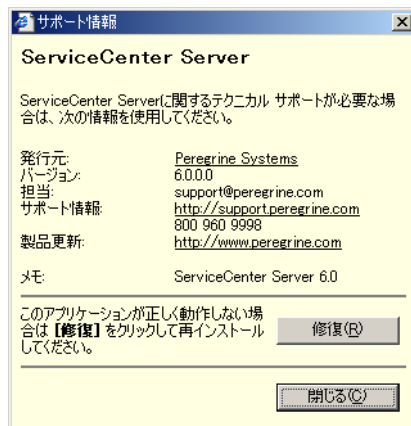 サポート情報
ServiceCenter Server
ServiceCenter Serverに関するテクニカル サポートが必要な場
合は、次の情報を使用してください。
発行元: Peregrine Systems
バージョン: 6.0.0.0
担当: support@peregrine.com
サポート情報: http://support.peregrine.com
800 960 9998
製品更新: http://www.peregrine.com
メモ: ServiceCenter Server 6.0
このアプリケーションが正しく動作しない場
合は [修復] をクリックして再インストール
してください。
修復(R)
閉じる(C)